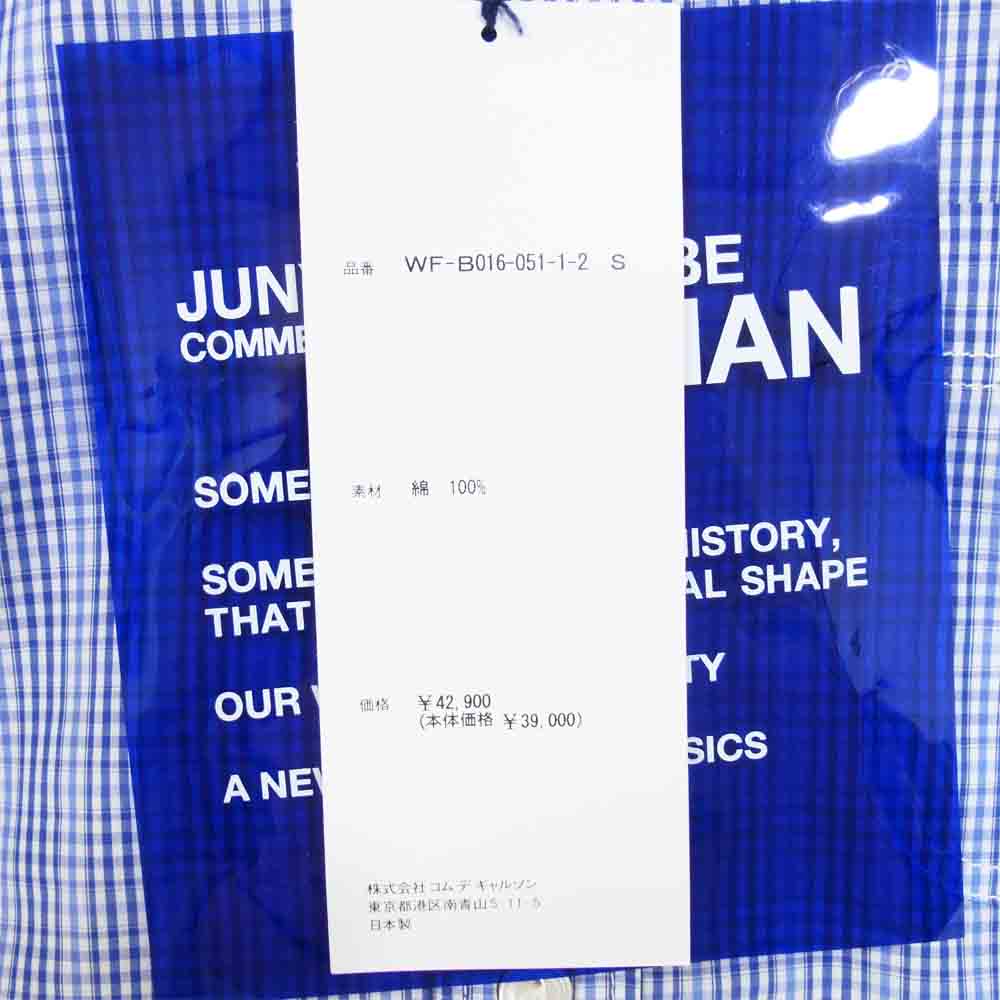 品番 WF-B016-051-1-2 S
素材 綿 100%
価格 ¥42,900
(本体価格 ¥39,000)
株式会社 コム デ ギャルソン
東京都港区南青山5-11-5
日本製
JUN BE
COMME MAN
SOME
SOME HISTORY,
THAT AL SHAPE
OUR TY
A NEW SICS